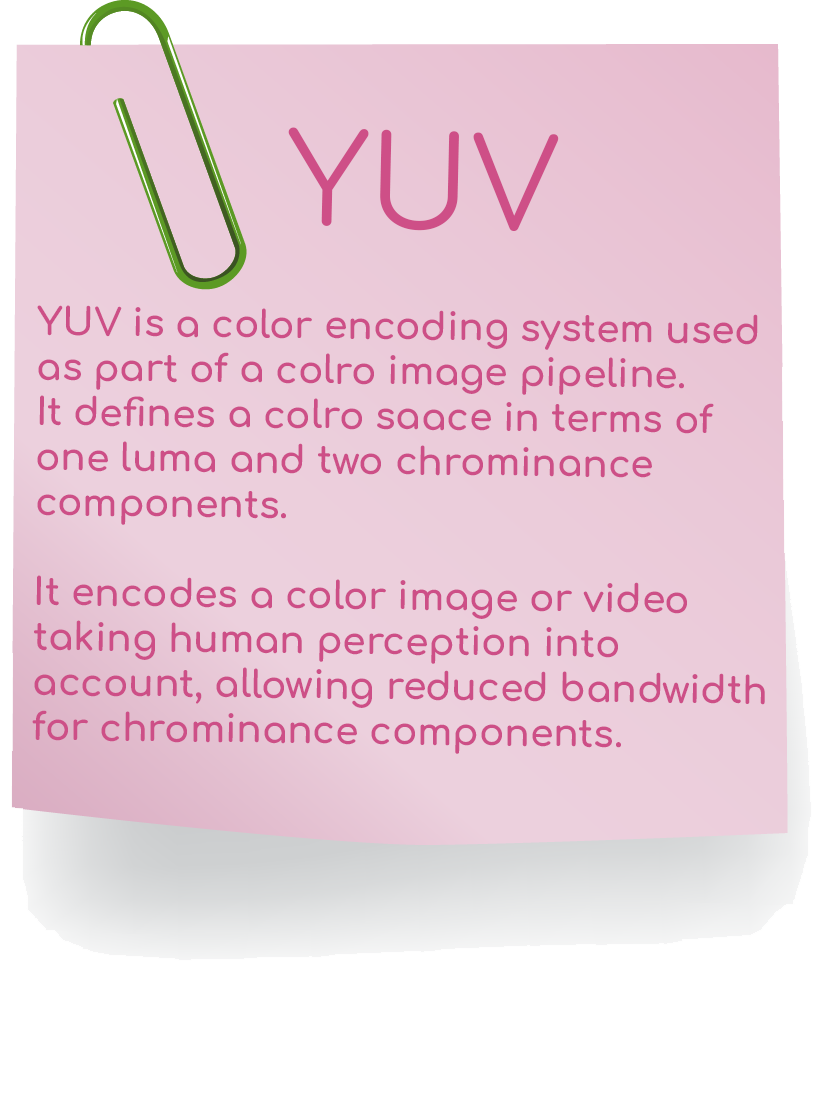 YUV
YUV is a color encoding system used
as part of a colro image pipeline.
It defines a colro saace in terms of
one luma and two chrominance
components.
It encodes a color image or video
taking human perception into
account, allowing reduced bandwidth
for chrominance components.